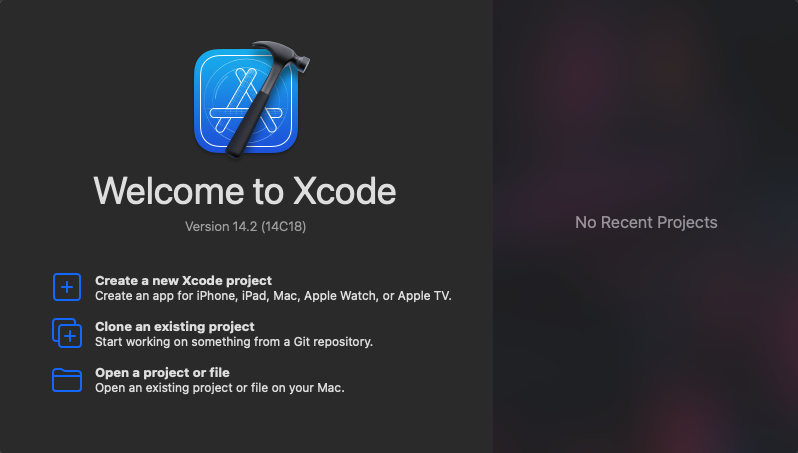 Welcome to Xcode
Version 14.2 (14C18)
Create a new Xcode project
Create an app for iPhone, iPad, Mac, Apple Watch, or Apple TV.
Clone an existing project
Start working on something from a Git repository.
Open a project or file
Open an existing project or file on your Mac.
No Recent Projects